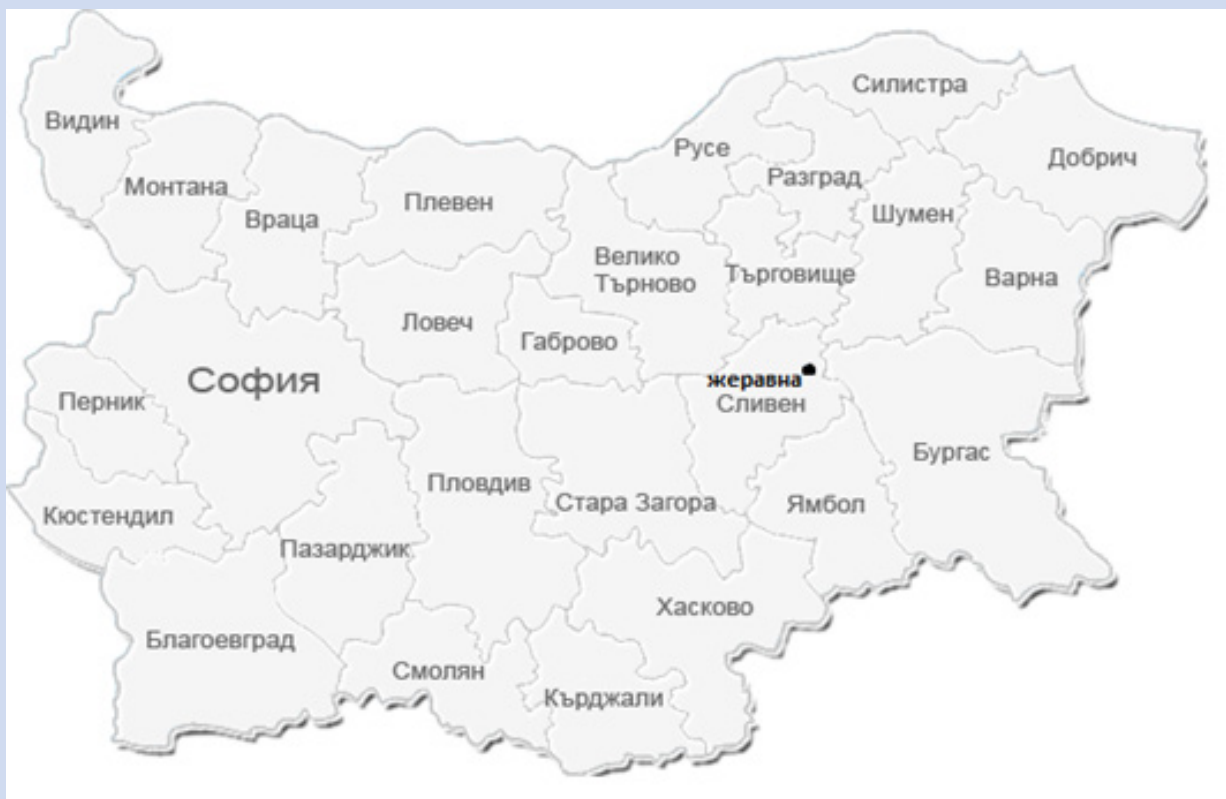 Видин
Монтана
Враца
Плевен
Русе
Силистра
Разград
Добрич
Шумен
Велико
Търново
Търговище
Варна
Ловеч
Габрово
София
Перник
жеравна
Сливен
Кюстендил
Пазарджик
Пловдив
Стара Загора
Ямбол
Бургас
Благоевград
Смолян
Хасково
Кърджали